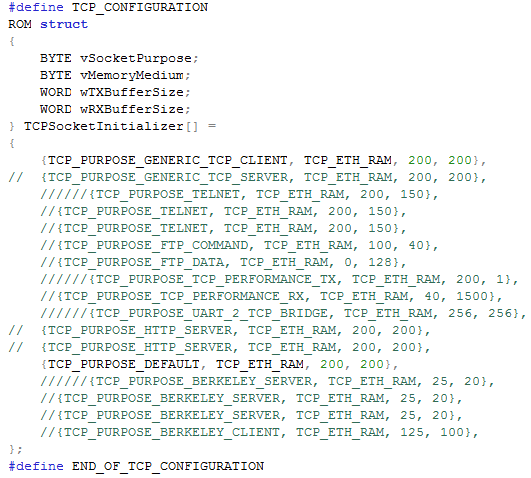 #define TCP_CONFIGURATION
ROM struct
{
    BYTE vSocketPurpose;
    BYTE vMemoryMedium;
    WORD wTXBufferSize;
    WORD wRXBufferSize;
} TCPSocketInitializer[] =
{
    {TCP_PURPOSE_GENERIC_TCP_CLIENT, TCP_ETH_RAM, 200, 200},
//  {TCP_PURPOSE_GENERIC_TCP_SERVER, TCP_ETH_RAM, 200, 200},
    //////{TCP_PURPOSE_TELNET, TCP_ETH_RAM, 200, 150},
    //{TCP_PURPOSE_TELNET, TCP_ETH_RAM, 200, 150},
    //{TCP_PURPOSE_TELNET, TCP_ETH_RAM, 200, 150},
    //{TCP_PURPOSE_FTP_COMMAND, TCP_ETH_RAM, 100, 40},
    //{TCP_PURPOSE_FTP_DATA, TCP_ETH_RAM, 0, 128},
    //////{TCP_PURPOSE_TCP_PERFORMANCE_TX, TCP_ETH_RAM, 200, 1},
    //{TCP_PURPOSE_TCP_PERFORMANCE_RX, TCP_ETH_RAM, 40, 1500},
    //////{TCP_PURPOSE_UART_2_TCP_BRIDGE, TCP_ETH_RAM, 256, 256},
//  {TCP_PURPOSE_HTTP_SERVER, TCP_ETH_RAM, 200, 200},
//  {TCP_PURPOSE_HTTP_SERVER, TCP_ETH_RAM, 200, 200},
    {TCP_PURPOSE_DEFAULT, TCP_ETH_RAM, 200, 200},
    //////{TCP_PURPOSE_BERKELEY_SERVER, TCP_ETH_RAM, 25, 20},
    //{TCP_PURPOSE_BERKELEY_SERVER, TCP_ETH_RAM, 25, 20},
    //{TCP_PURPOSE_BERKELEY_SERVER, TCP_ETH_RAM, 25, 20},
    //{TCP_PURPOSE_BERKELEY_CLIENT, TCP_ETH_RAM, 125, 100},
};
#define END_OF_TCP_CONFIGURATION